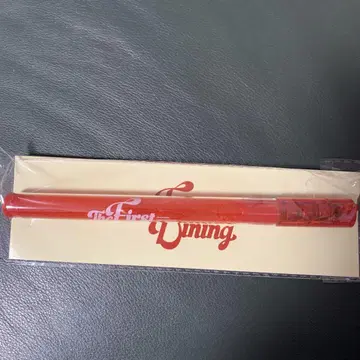 The First
Dining